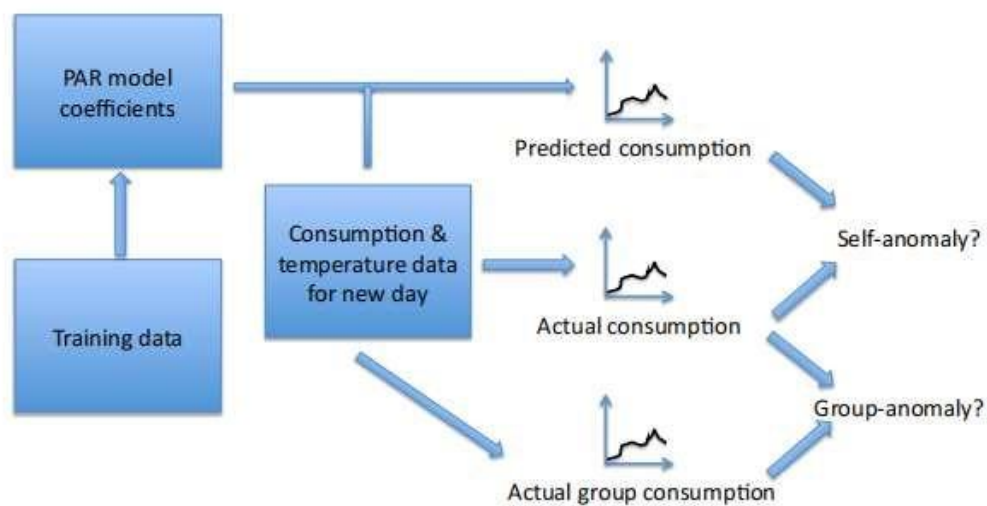 PAR model
coefficients
Predicted consumption
Consumption &
temperature data
for new day
Self-anomaly?
Training data
Actual consumption
Group-anomaly?
Actual group consumption